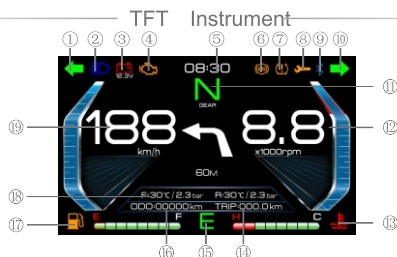 TFT Instrument
① ② ③ ④ ⑤ ⑥ ⑦ ⑧ ⑨ ⑩
12.3V 08:30
N
GEAR
⑪
⑲ 188 8.8 ⑫
km/h x1000rpm
60M
⑱ F:30℃/2.3bar R:30℃/2.3bar
ODO:00000km TRIP:000.0km
⑰ E F E H C ⑬
⑯ ⑮ ⑭